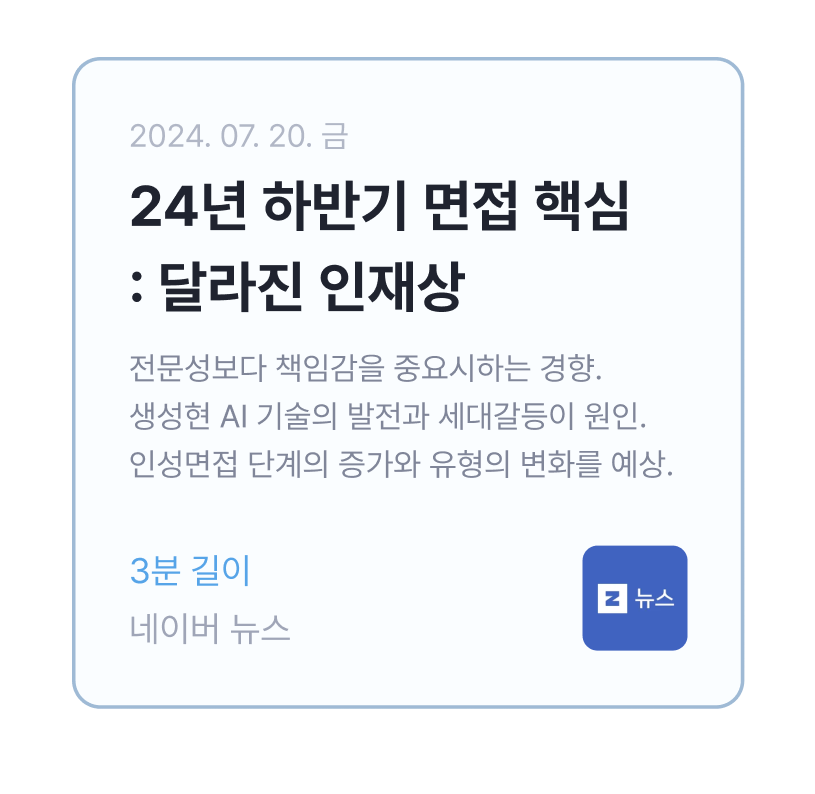 2024. 07. 20. 금
24년 하반기 면접 핵심
: 달라진 인재상
전문성보다 책임감을 중요시하는 경향.
생성현 AI 기술의 발전과 세대갈등이 원인.
인성면접 단계의 증가와 유형의 변화를 예상.
3분 길이
네이버 뉴스
N 뉴스